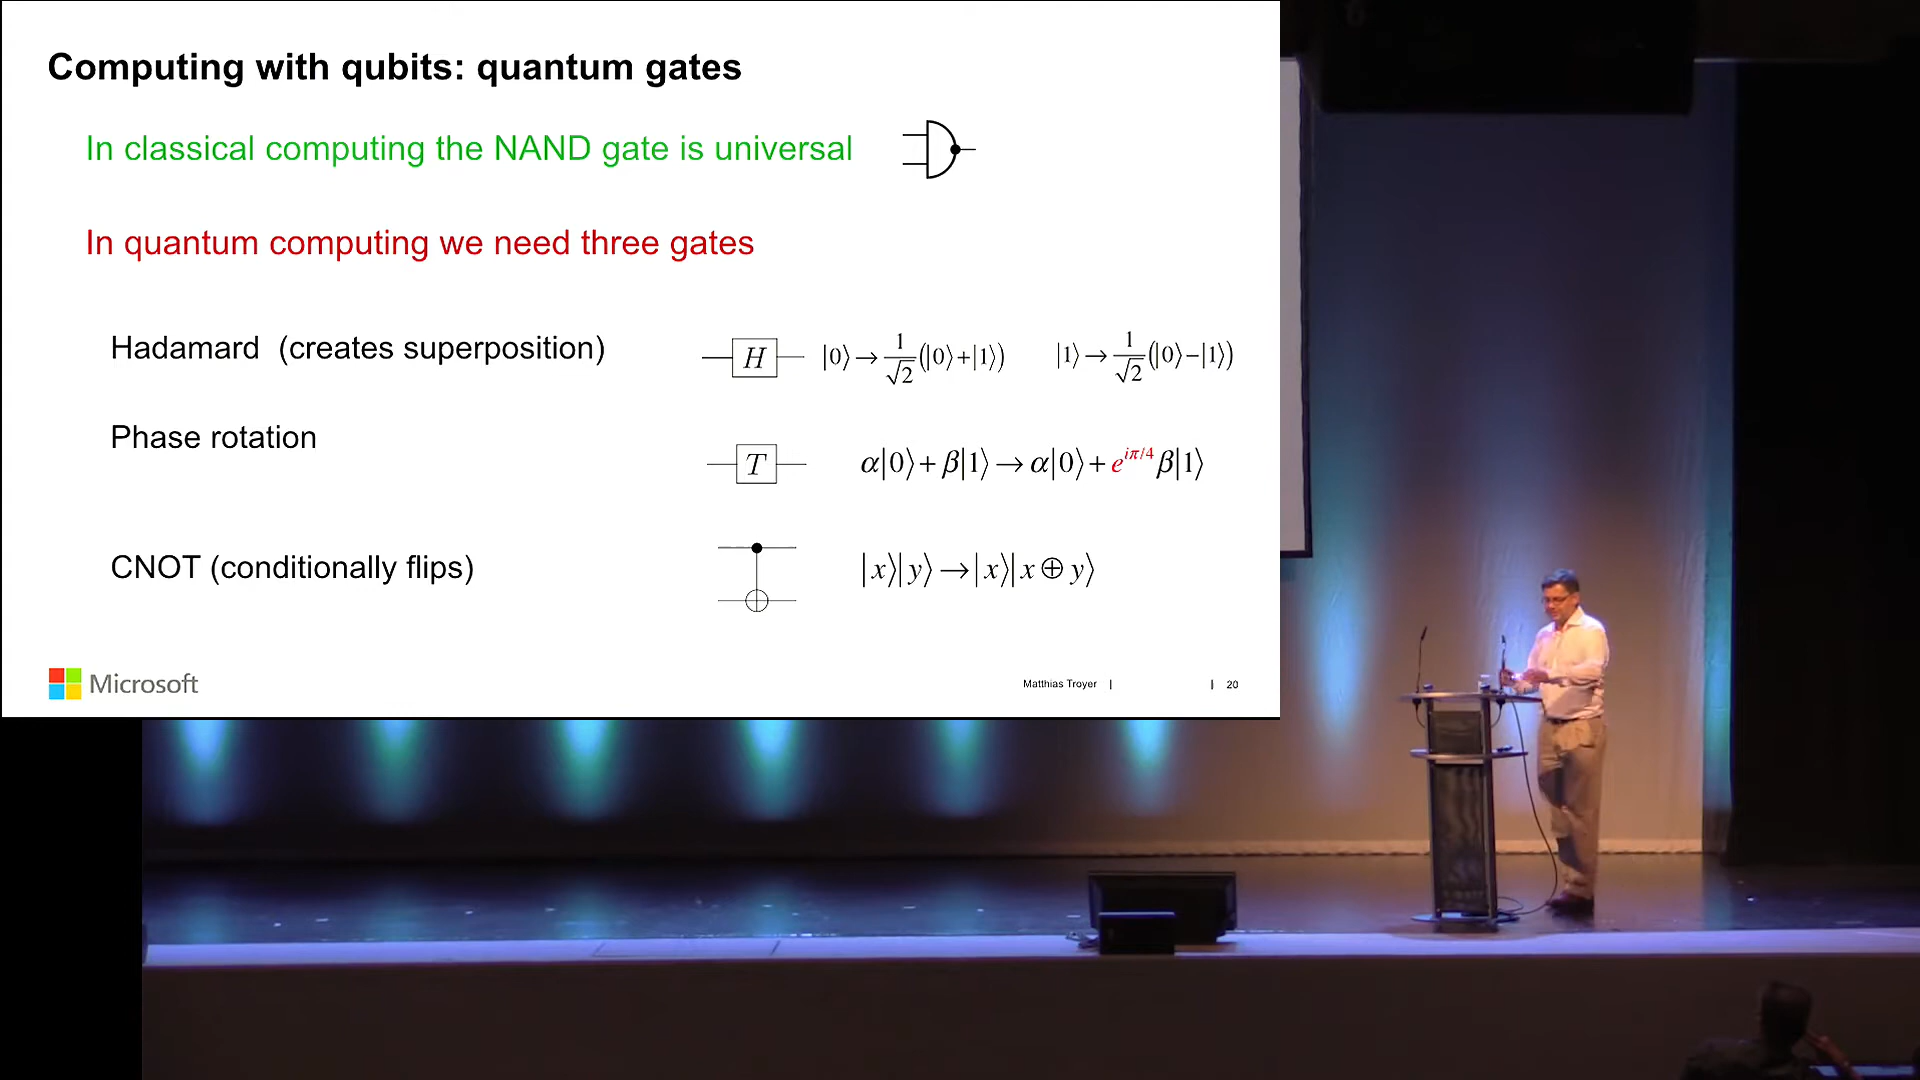 Computing with qubits: quantum gates
In classical computing the NAND gate is universal
In quantum computing we need three gates
Hadamard (creates superposition) H |0⟩→1/√2(|0⟩+|1⟩) |1⟩→1/√2(|0⟩−|1⟩)
Phase rotation
T α|0⟩+β|1⟩→α|0⟩+e^{iπ/4}β|1⟩
CNOT (conditionally flips) |x⟩|y⟩→|x⟩|x⊕y⟩
Microsoft
Matthias Troyer | | 20